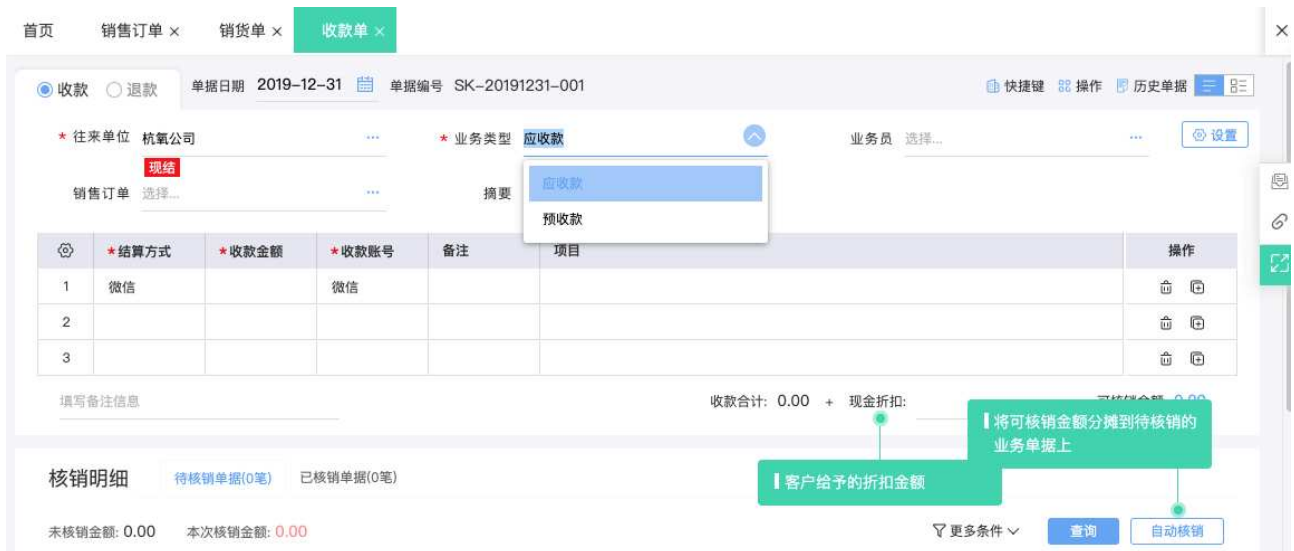 首页 销售订单 × 销货单 × 收款单 ×
收款 退款 单据日期 2019-12-31 单据编号 SK-20191231-001 快捷键 操作 历史单据
* 往来单位 杭氧公司 ... * 业务类型 应收款 业务员 选择... ... 设置
现结
销售订单 选择... ... 摘要
应收款
预收款
*结算方式 *收款金额 *收款账号 备注 项目 操作
1 微信 微信
2
3
填写备注信息 收款合计: 0.00 + 现金折扣: 可核销金额: 0.00
将可核销金额分摊到待核销的
业务单据上
客户给予的折扣金额
核销明细 待核销单据(0笔) 已核销单据(0笔)
未核销金额: 0.00 本次核销金额: 0.00 更多条件 查询 自动核销